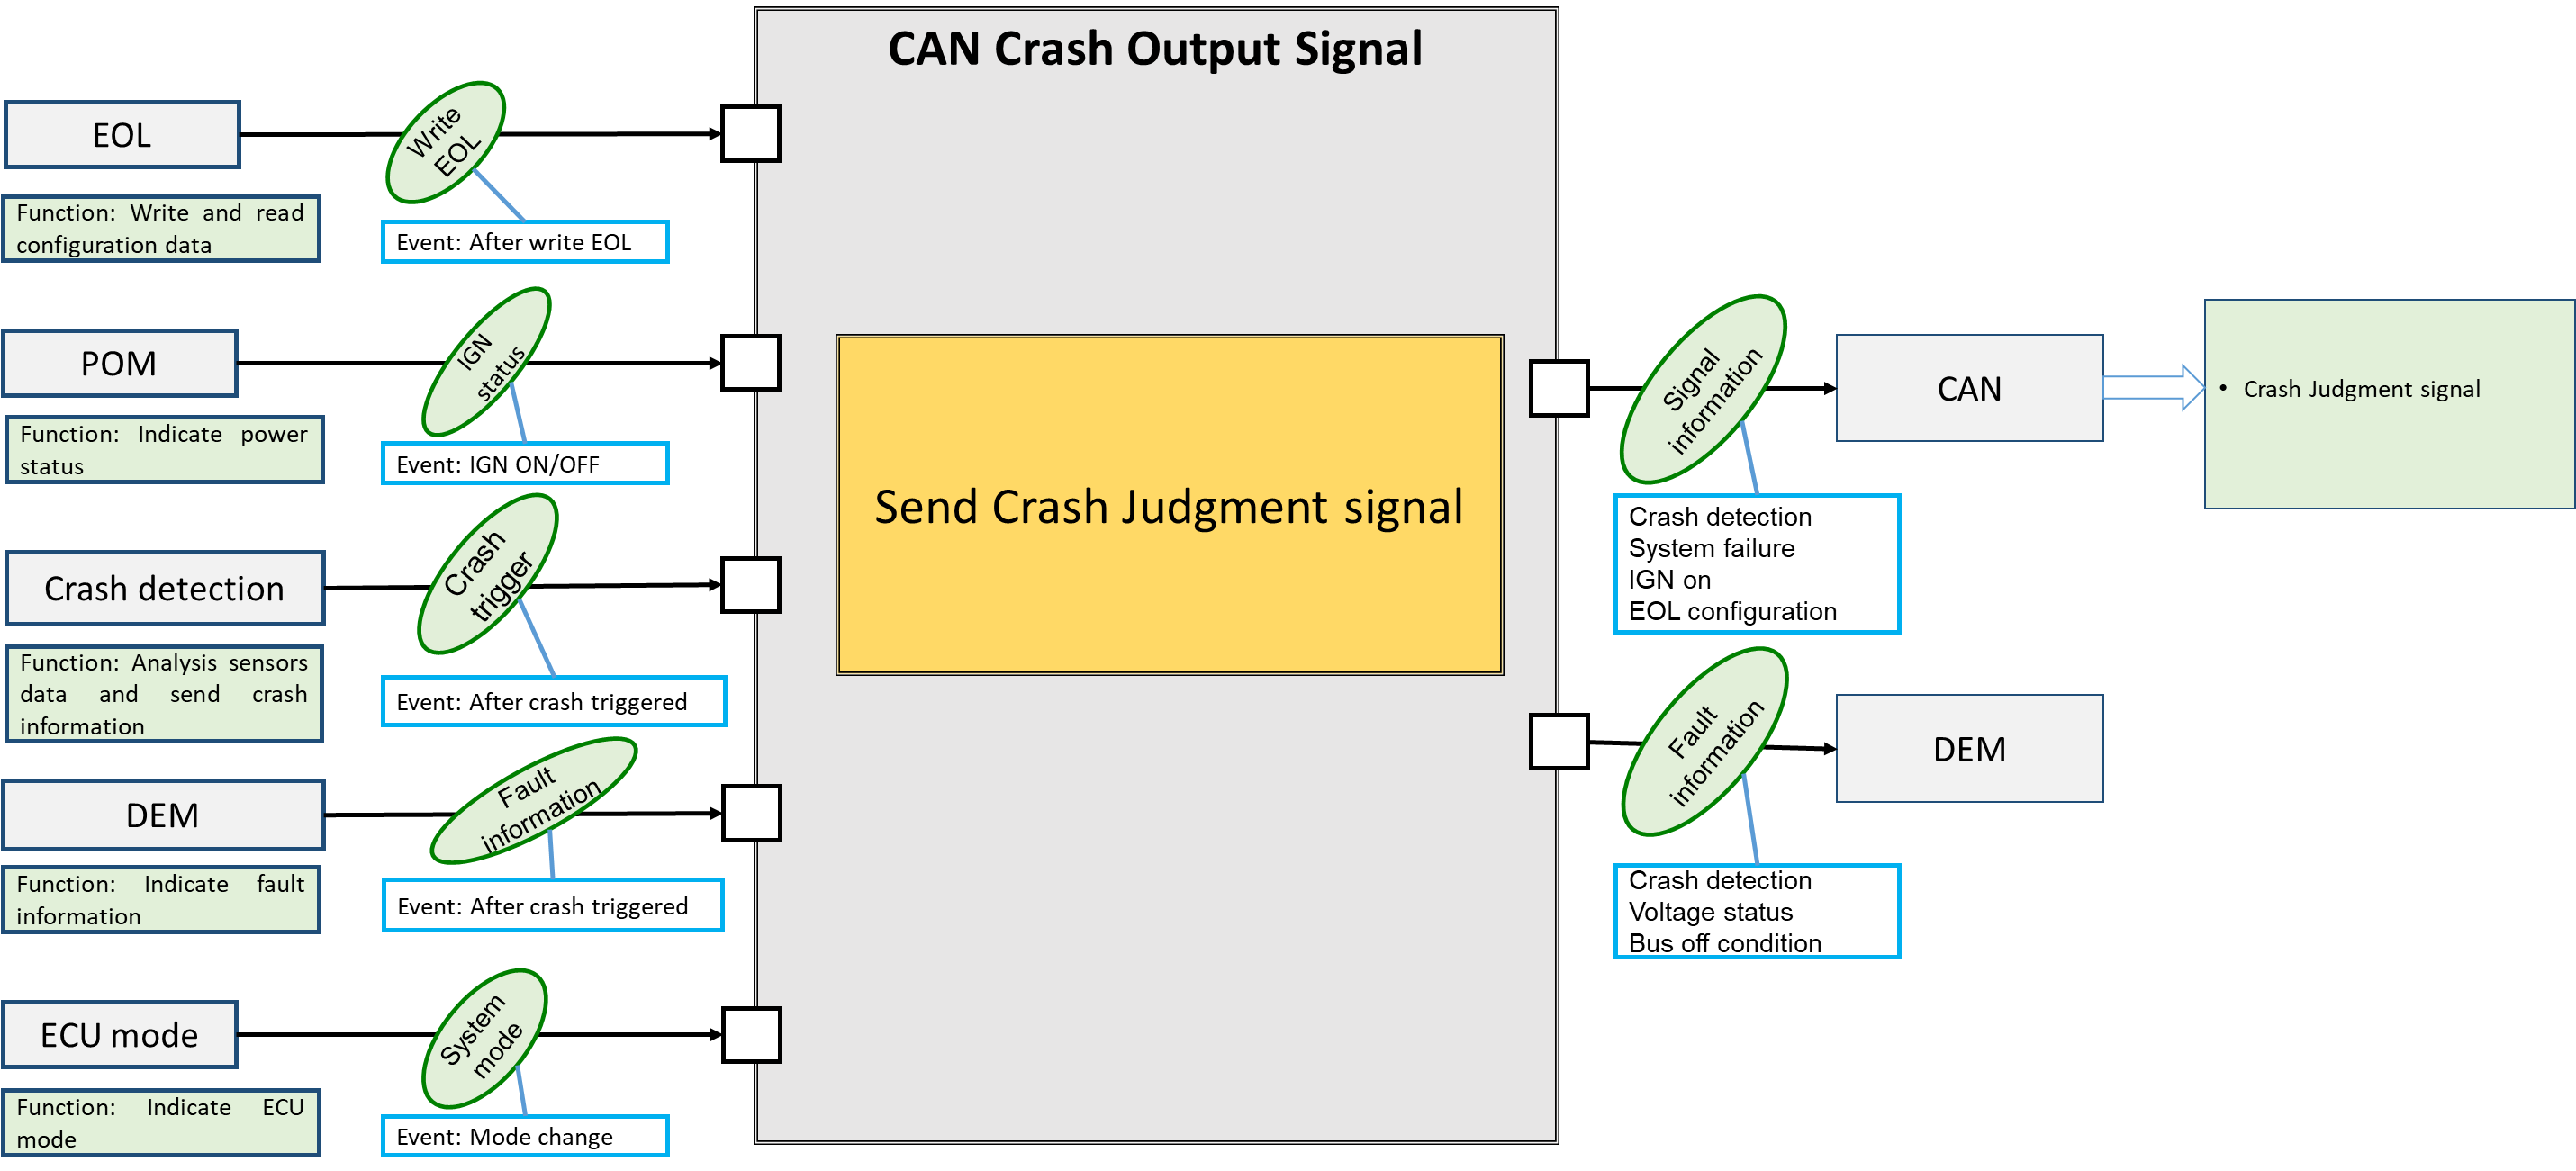 CAN Crash Output Signal
EOL
Write
EOL
Function: Write and read
configuration data
Event: After write EOL
POM
IGN
status
Function: Indicate power
status
Event: IGN ON/OFF
Crash detection
Crash
trigger
Function: Analysis sensors
data and send crash
information
Event: After crash triggered
DEM
Fault
information
Function: Indicate fault
information
Event: After crash triggered
ECU mode
System
mode
Function: Indicate ECU
mode
Event: Mode change
Send Crash Judgment signal
Signal
information
CAN
• Crash Judgment signal
Crash detection
System failure
IGN on
EOL configuration
Fault
information
DEM
Crash detection
Voltage status
Bus off condition